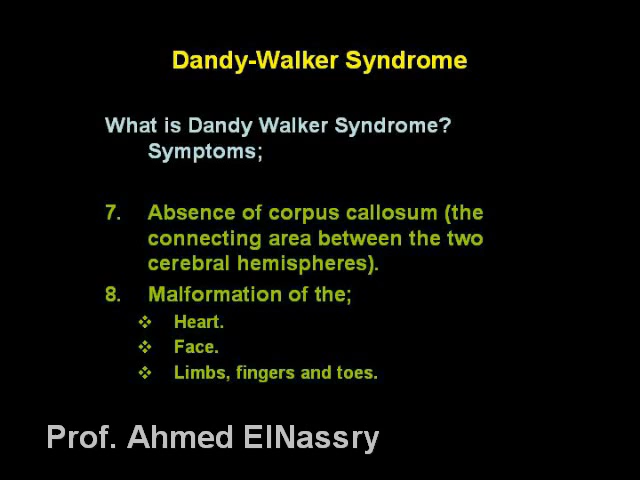 Dandy-Walker Syndrome
What is Dandy Walker Syndrome?
Symptoms;
7. Absence of corpus callosum (the
connecting area between the two
cerebral hemispheres).
8. Malformation of the;
❖ Heart.
❖ Face.
❖ Limbs, fingers and toes.
Prof. Ahmed ElNassry